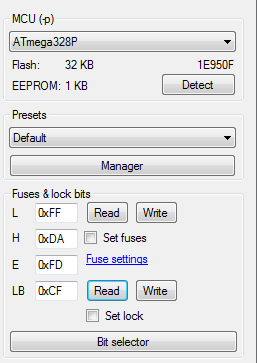 MCU (-p)
ATmega328P
Flash: 32 KB 1E950F
EEPROM: 1 KB Detect
Presets
Default
Manager
Fuses & lock bits
L 0xFF Read Write
H 0xDA Set fuses
E 0xFD Fuse settings
LB 0xCF Read Write
Set lock
Bit selector